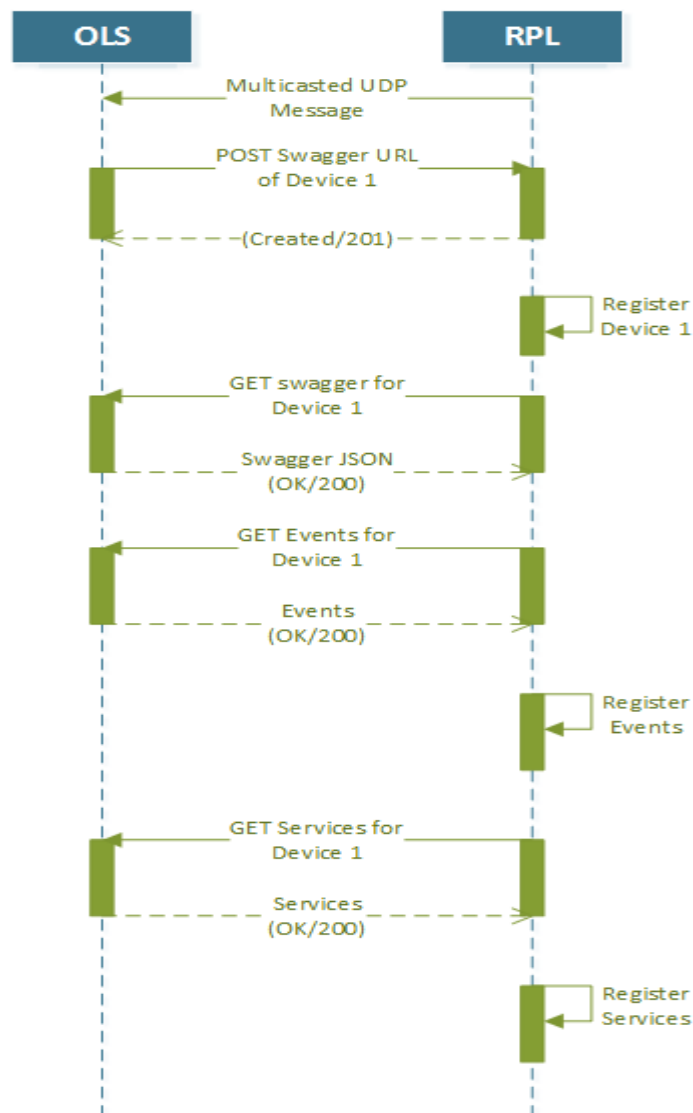 OLS
RPL
Multicasted UDP
Message
POST Swagger URL
of Device 1
(Created/201)
Register
Device 1
GET swagger for
Device 1
Swagger JSON
(OK/200)
GET Events for
Device 1
Events
(OK/200)
Register
Events
GET Services for
Device 1
Services
(OK/200)
Register
Services